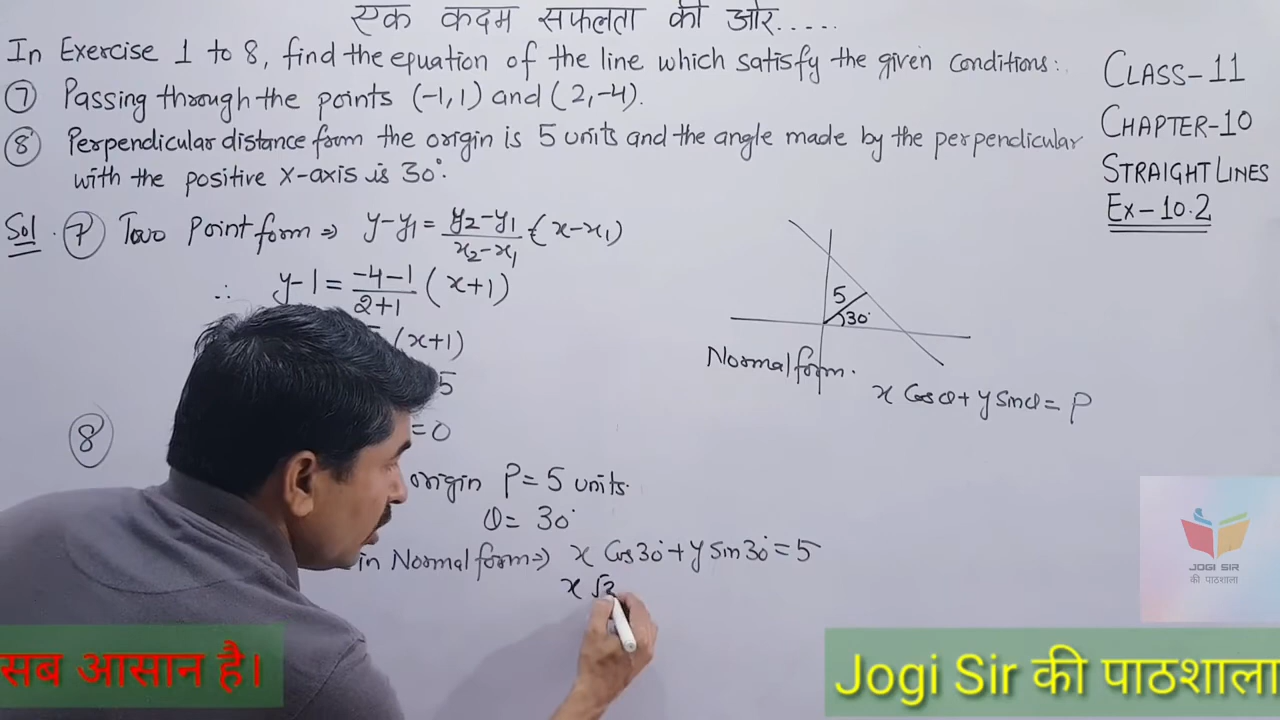 एक कदम सफलता की ओर.....
In Exercise 1 to 8, find the equation of the line which satisfy the given conditions:
⑦ Passing through the points (-1,1) and (2,-4).
⑧ Perpendicular distance from the origin is 5 units and the angle made by the perpendicular
with the positive X-axis is 30°.
CLASS-11
CHAPTER-10
STRAIGHT LINES
Ex-10.2
Sol. ⑦ Two Point form ⇒ y-y₁ = y₂-y₁/x₂-x₁ (x-x₁)
∴ y-1 = -4-1/2+1 (x+1)
(x+1)
5
=0
⑧
origin P = 5 units.
θ = 30°
in Normal form ⇒ x Cos30° + y Sin30° = 5
x √3
5
30°
Normal form.
x Cosθ + y Sinθ = P
JOGI SIR
की पाठशाला
सब आसान है।
Jogi Sir की पाठशाला